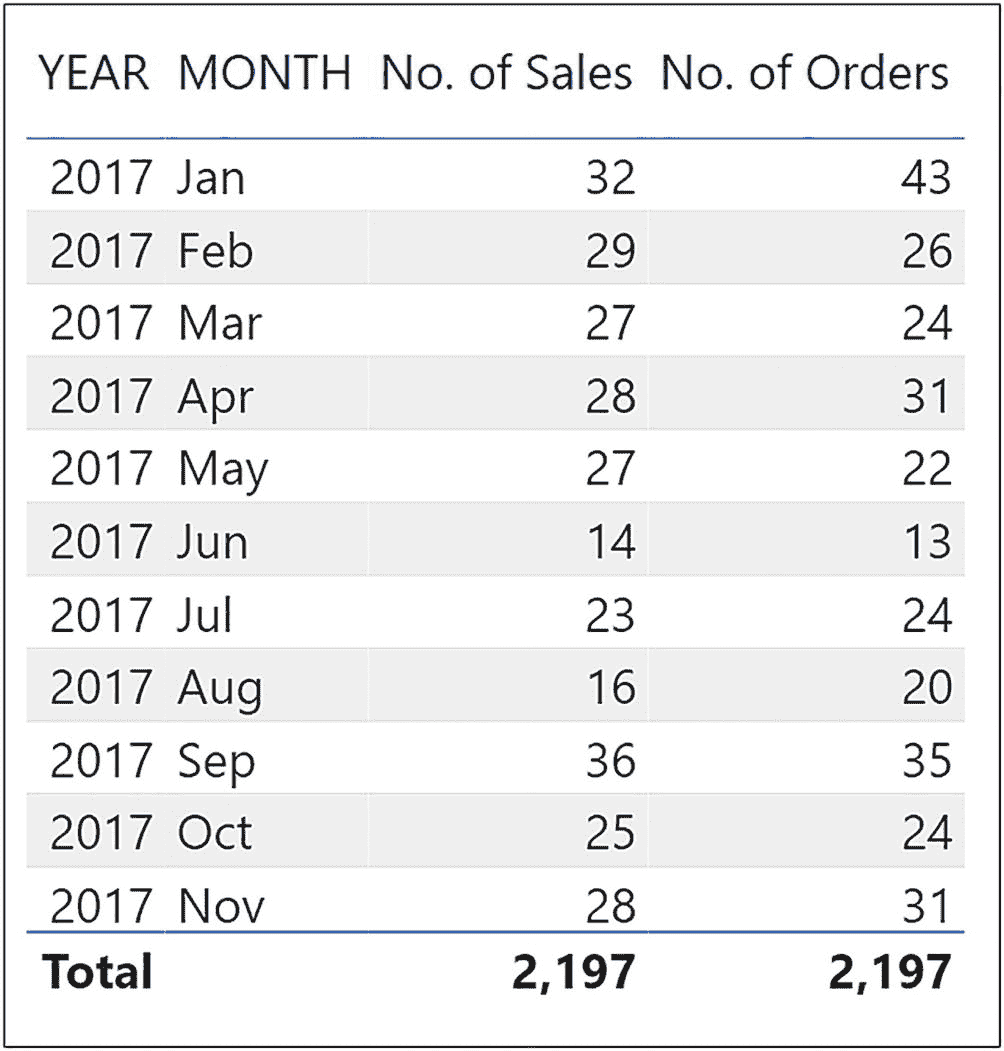 YEAR MONTH No. of Sales No. of Orders
2017 Jan 32 43
2017 Feb 29 26
2017 Mar 27 24
2017 Apr 28 31
2017 May 27 22
2017 Jun 14 13
2017 Jul 23 24
2017 Aug 16 20
2017 Sep 36 35
2017 Oct 25 24
2017 Nov 28 31
Total 2,197 2,197